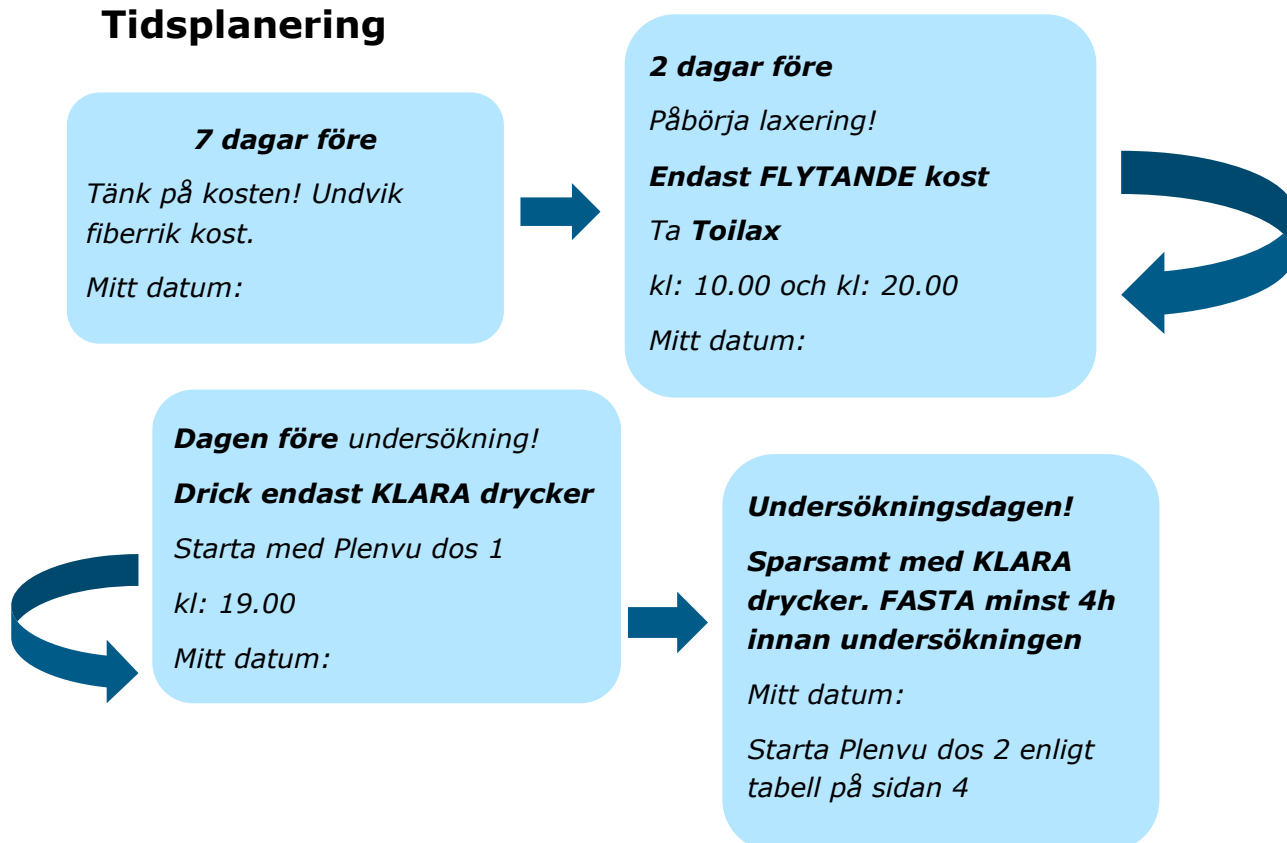 Tidsplanering
7 dagar före
Tänk på kosten! Undvik
fiberrik kost.
Mitt datum:
2 dagar före
Påbörja laxering!
Endast FLYTANDE kost
Ta Toilax
kl: 10.00 och kl: 20.00
Mitt datum:
Dagen före undersökning!
Drick endast KLARA drycker
Starta med Plenvu dos 1
kl: 19.00
Mitt datum:
Undersökningsdagen!
Sparsamt med KLARA
drycker. FASTA minst 4h
innan undersökningen
Mitt datum:
Starta Plenvu dos 2 enligt
tabell på sidan 4